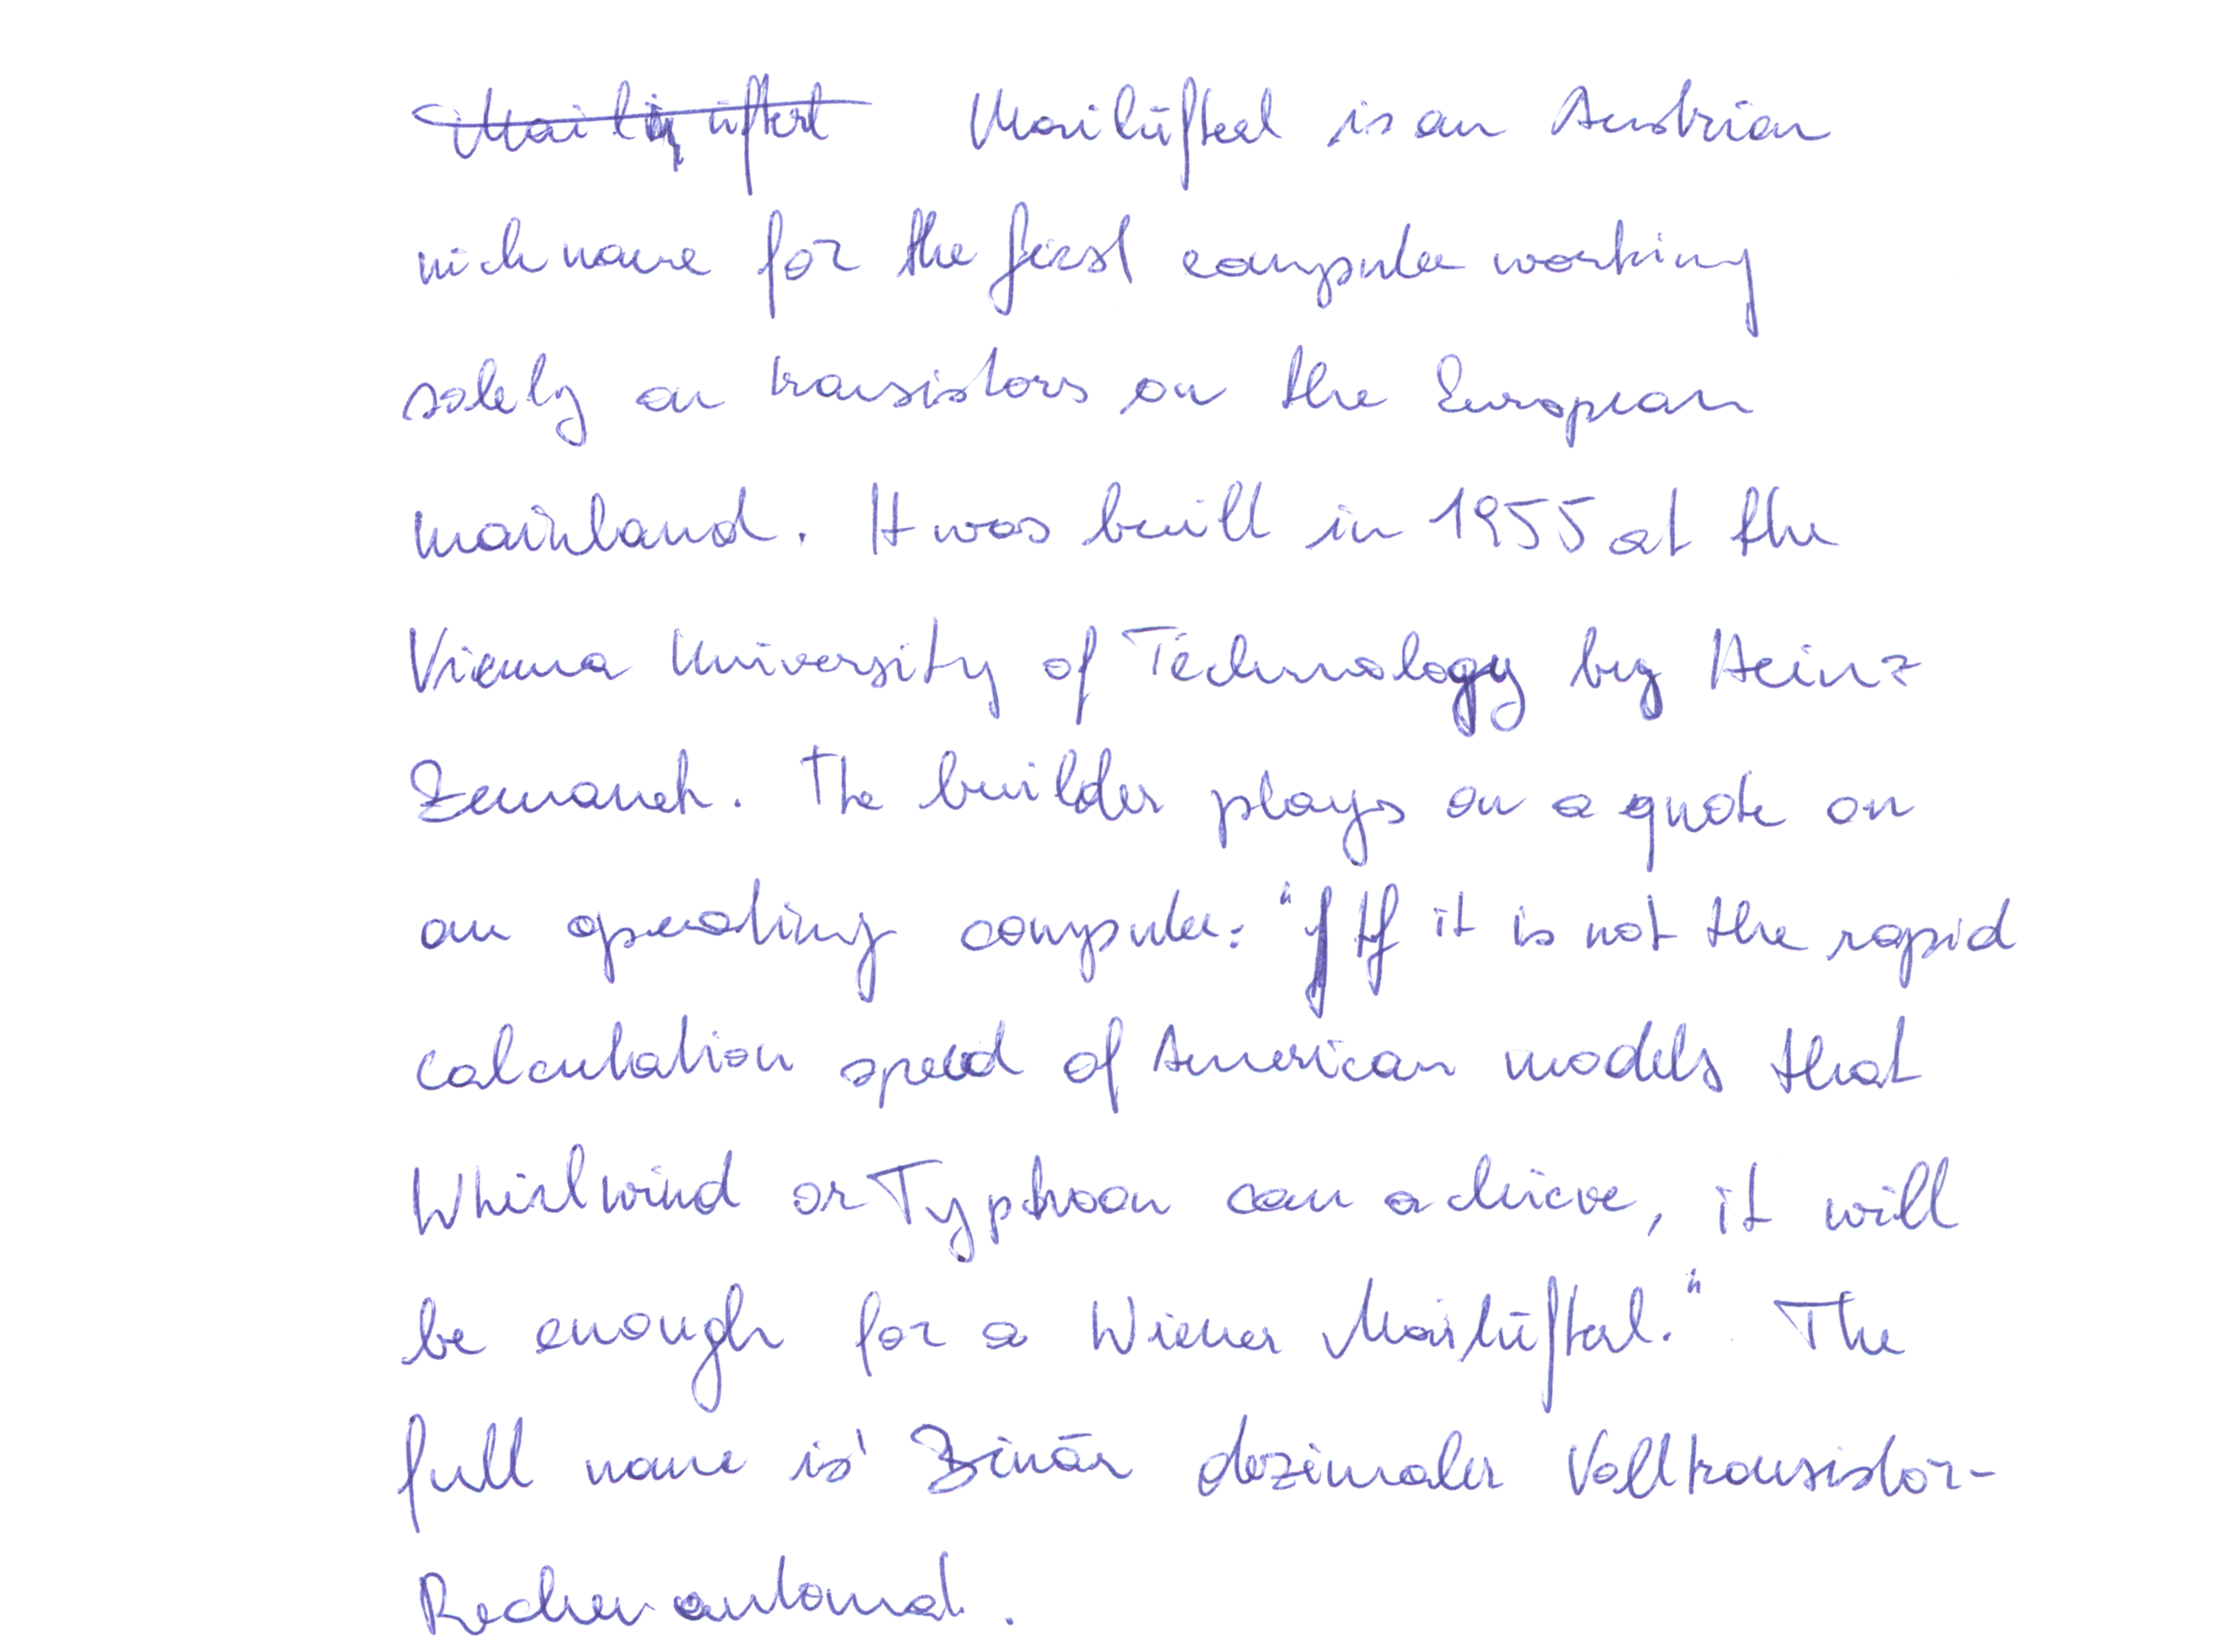 Mailüfterl is an Austrian
nickname for the first computer working
solely on transistors on the European
mainland. It was built in 1955 at the
Vienna University of Technology by Heinz
Zemanek. The builder plays on a quote on
an operating computer: "If it is not the rapid
calculation speed of American models that
Whirlwind or Typhoon can achieve, it will
be enough for a Wiener Mailüfterl." The
full name is Binär dezimaler Volltransistor-
Rechenautomat.